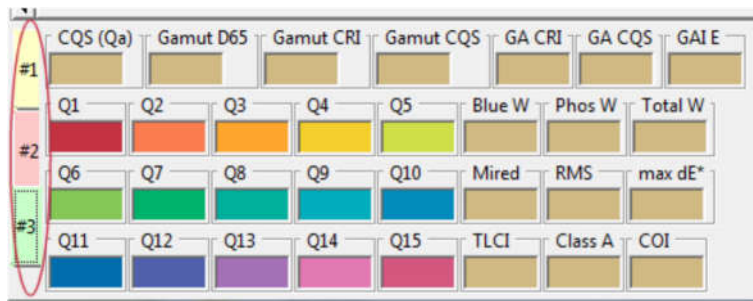 CQS (Qa) Gamut D65 Gamut CRI Gamut CQS GA CRI GA CQS GAI E
#1
Q1 Q2 Q3 Q4 Q5 Blue W Phos W Total W
#2
Q6 Q7 Q8 Q9 Q10 Mired RMS max dE*
#3
Q11 Q12 Q13 Q14 Q15 TLCI Class A COI